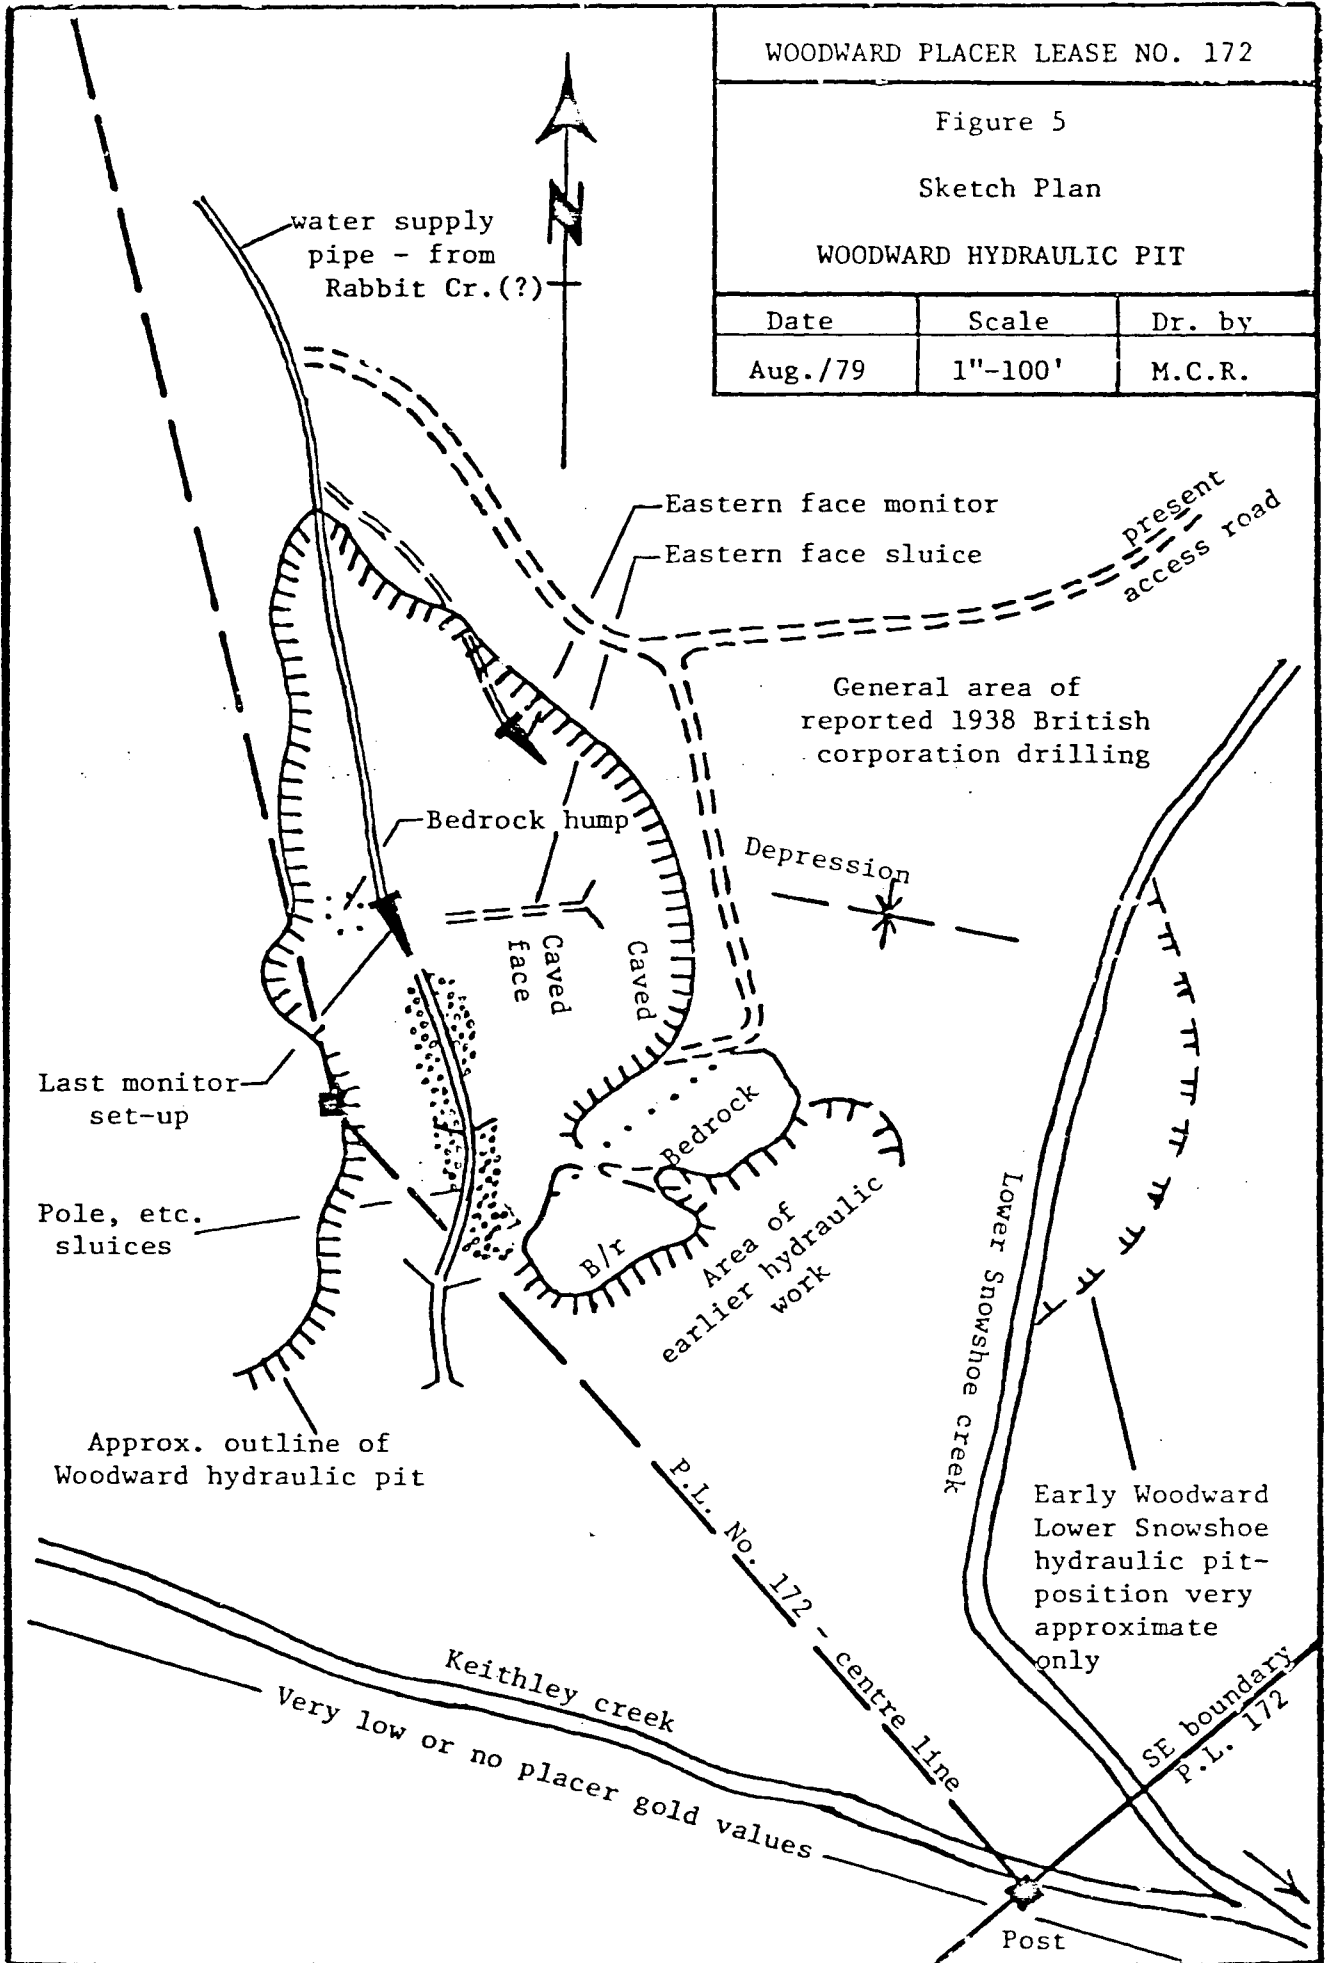 WOODWARD PLACER LEASE NO. 172
Figure 5
Sketch Plan
WOODWARD HYDRAULIC PIT
Date Scale Dr. by
Aug./79 1"-100' M.C.R.
N
water supply
pipe - from
Rabbit Cr.(?)
Eastern face monitor
Eastern face sluice
present
access road
General area of
reported 1938 British
corporation drilling
Bedrock hump
Depression
Caved
face
Caved
Last monitor
set-up
Bedrock
Pole, etc.
sluices
B/r
Area of
earlier hydraulic
work
Lower Snowshoe creek
Approx. outline of
Woodward hydraulic pit
Early Woodward
Lower Snowshoe
hydraulic pit-
position very
approximate
only
P.L. No. 172 - centre line
Keithley creek
Very low or no placer gold values
SE boundary
P.L. 172
Post